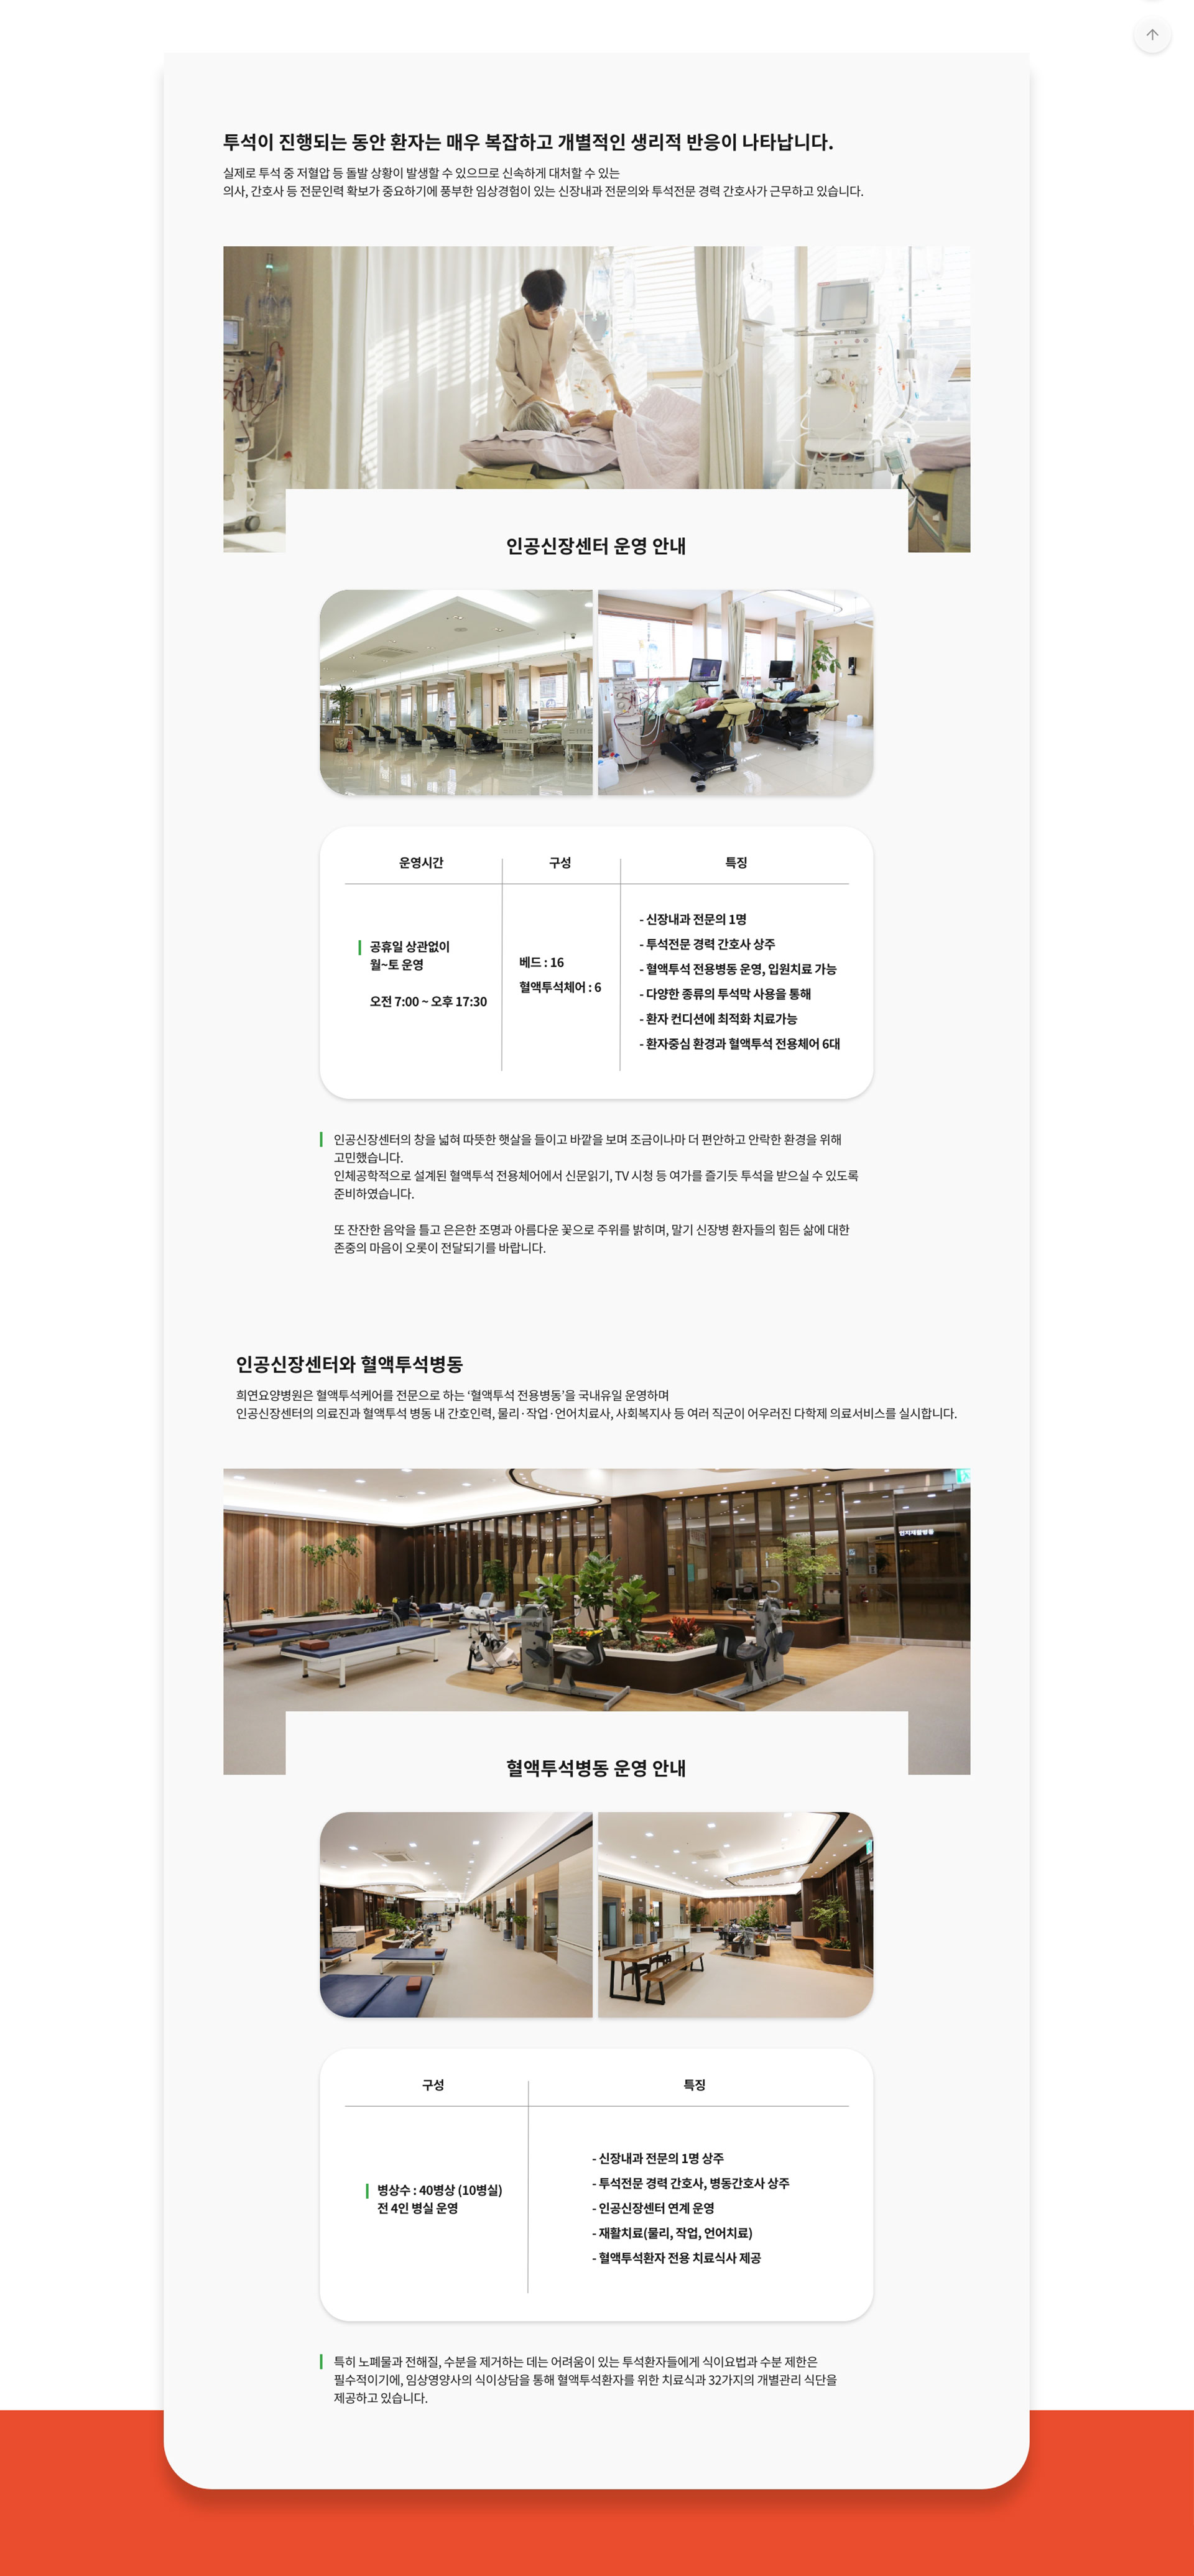 투석이 진행되는 동안 환자는 매우 복잡하고 개별적인 생리적 반응이 나타납니다.
실제로 투석 중 저혈압 등 돌발 상황이 발생할 수 있으므로 신속하게 대처할 수 있는
의사, 간호사 등 전문인력 확보가 중요하기에 풍부한 임상경험이 있는 신장내과 전문의와 투석전문 경력 간호사가 근무하고 있습니다.
인공신장센터 운영 안내
운영시간
구성
특징
공휴일 상관없이
월~토 운영
오전 7:00 ~ 오후 17:30
베드 : 16
혈액투석체어 : 6
- 신장내과 전문의 1명
- 투석전문 경력 간호사 상주
- 혈액투석 전용병동 운영, 입원치료 가능
- 다양한 종류의 투석막 사용을 통해
- 환자 컨디션에 최적화 치료가능
- 환자중심 환경과 혈액투석 전용체어 6대
인공신장센터의 창을 넓혀 따뜻한 햇살을 들이고 바깥을 보며 조금이나마 더 편안하고 안락한 환경을 위해
고민했습니다.
인체공학적으로 설계된 혈액투석 전용체어에서 신문읽기, TV 시청 등 여가를 즐기듯 투석을 받으실 수 있도록
준비하였습니다.
또 잔잔한 음악을 틀고 은은한 조명과 아름다운 꽃으로 주위를 밝히며, 말기 신장병 환자들의 힘든 삶에 대한
존중의 마음이 오롯이 전달되기를 바랍니다.
인공신장센터와 혈액투석병동
희연요양병원은 혈액투석케어를 전문으로 하는 ‘혈액투석 전용병동’을 국내유일 운영하며
인공신장센터의 의료진과 혈액투석 병동 내 간호인력, 물리·작업·언어치료사, 사회복지사 등 여러 직군이 어우러진 다학제 의료서비스를 실시합니다.
인지재활병동
혈액투석병동 운영 안내
구성
특징
병상수 : 40병상 (10병실)
전 4인 병실 운영
- 신장내과 전문의 1명 상주
- 투석전문 경력 간호사, 병동간호사 상주
- 인공신장센터 연계 운영
- 재활치료(물리, 작업, 언어치료)
- 혈액투석환자 전용 치료식사 제공
특히 노폐물과 전해질, 수분을 제거하는 데는 어려움이 있는 투석환자들에게 식이요법과 수분 제한은
필수적이기에, 임상영양사의 식이상담을 통해 혈액투석환자를 위한 치료식과 32가지의 개별관리 식단을
제공하고 있습니다.